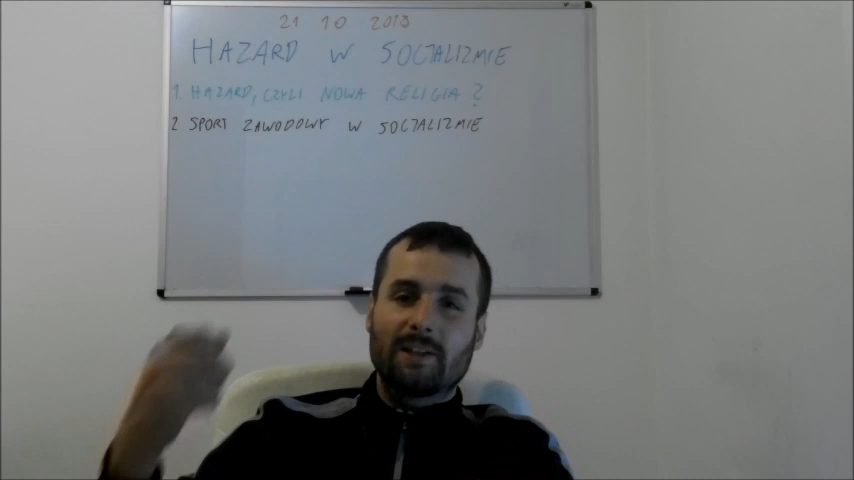 21 10 2013
HAZARD W SOCJALIZMIE
1. HAZARD, CZYLI NOWA RELIGIA?
2 SPORT ZAWODOWY W SOCJALIZMIE